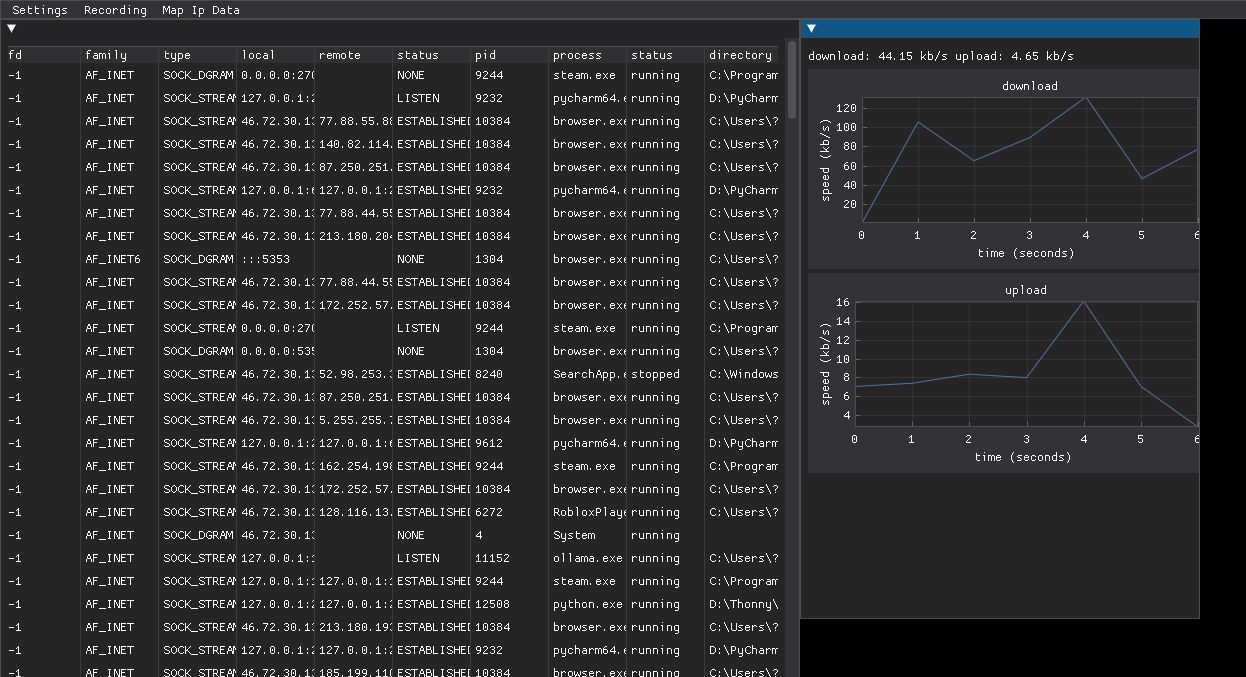 Settings Recording Map Ip Data
fd family type local remote status pid process status directory
-1 AF_INET SOCK_DGRAM 0.0.0.0:270 NONE 9244 steam.exe running C:\Program
-1 AF_INET SOCK_STREAM 127.0.0.1:2 LISTEN 9232 pycharm64.e running D:\PyCharm
-1 AF_INET SOCK_STREAM 46.72.30.13 77.88.55.88 ESTABLISHED 10384 browser.exe running C:\Users\?
-1 AF_INET SOCK_STREAM 46.72.30.13 140.82.114. ESTABLISHED 10384 browser.exe running C:\Users\?
-1 AF_INET SOCK_STREAM 46.72.30.13 87.250.251. ESTABLISHED 10384 browser.exe running C:\Users\?
-1 AF_INET SOCK_STREAM 127.0.0.1:6 127.0.0.1:2 ESTABLISHED 9232 pycharm64.e running D:\PyCharm
-1 AF_INET SOCK_STREAM 46.72.30.13 77.88.44.55 ESTABLISHED 10384 browser.exe running C:\Users\?
-1 AF_INET SOCK_STREAM 46.72.30.13 213.180.204 ESTABLISHED 10384 browser.exe running C:\Users\?
-1 AF_INET6 SOCK_DGRAM :::5353 NONE 1304 browser.exe running C:\Users\?
-1 AF_INET SOCK_STREAM 46.72.30.13 77.88.44.55 ESTABLISHED 10384 browser.exe running C:\Users\?
-1 AF_INET SOCK_STREAM 46.72.30.13 172.252.57. ESTABLISHED 10384 browser.exe running C:\Users\?
-1 AF_INET SOCK_STREAM 0.0.0.0:270 LISTEN 9244 steam.exe running C:\Program
-1 AF_INET SOCK_DGRAM 0.0.0.0:535 NONE 1304 browser.exe running C:\Users\?
-1 AF_INET SOCK_STREAM 46.72.30.13 52.98.253.3 ESTABLISHED 8240 SearchApp.e stopped C:\Windows
-1 AF_INET SOCK_STREAM 46.72.30.13 87.250.251. ESTABLISHED 10384 browser.exe running C:\Users\?
-1 AF_INET SOCK_STREAM 46.72.30.13 5.255.255.7 ESTABLISHED 10384 browser.exe running C:\Users\?
-1 AF_INET SOCK_STREAM 127.0.0.1:2 127.0.0.1:6 ESTABLISHED 9612 pycharm64.e running D:\PyCharm
-1 AF_INET SOCK_STREAM 46.72.30.13 162.254.198 ESTABLISHED 9244 steam.exe running C:\Program
-1 AF_INET SOCK_STREAM 46.72.30.13 172.252.57. ESTABLISHED 10384 browser.exe running C:\Users\?
-1 AF_INET SOCK_STREAM 46.72.30.13 128.116.13. ESTABLISHED 6272 RobloxPlaye running C:\Users\?
-1 AF_INET SOCK_DGRAM 46.72.30.13 NONE 4 System running
-1 AF_INET SOCK_STREAM 127.0.0.1:1 LISTEN 11152 ollama.exe running C:\Users\?
-1 AF_INET SOCK_STREAM 127.0.0.1:1 127.0.0.1:1 ESTABLISHED 9244 steam.exe running C:\Program
-1 AF_INET SOCK_STREAM 127.0.0.1:2 127.0.0.1:2 ESTABLISHED 12508 python.exe running D:\Thonny\
-1 AF_INET SOCK_STREAM 46.72.30.13 213.180.193 ESTABLISHED 10384 browser.exe running C:\Users\?
-1 AF_INET SOCK_STREAM 127.0.0.1:2 127.0.0.1:2 ESTABLISHED 9232 pycharm64.e running D:\PyCharm
-1 AF_INET SOCK_STREAM 46.72.30.13 185.199.110 ESTABLISHED 10384 browser.exe running C:\Users\?
download: 44.15 kb/s upload: 4.65 kb/s
download
speed (kb/s)
120
100
80
60
40
20
0 1 2 3 4 5 6
time (seconds)
upload
speed (kb/s)
16
14
12
10
8
6
4
0 1 2 3 4 5 6
time (seconds)